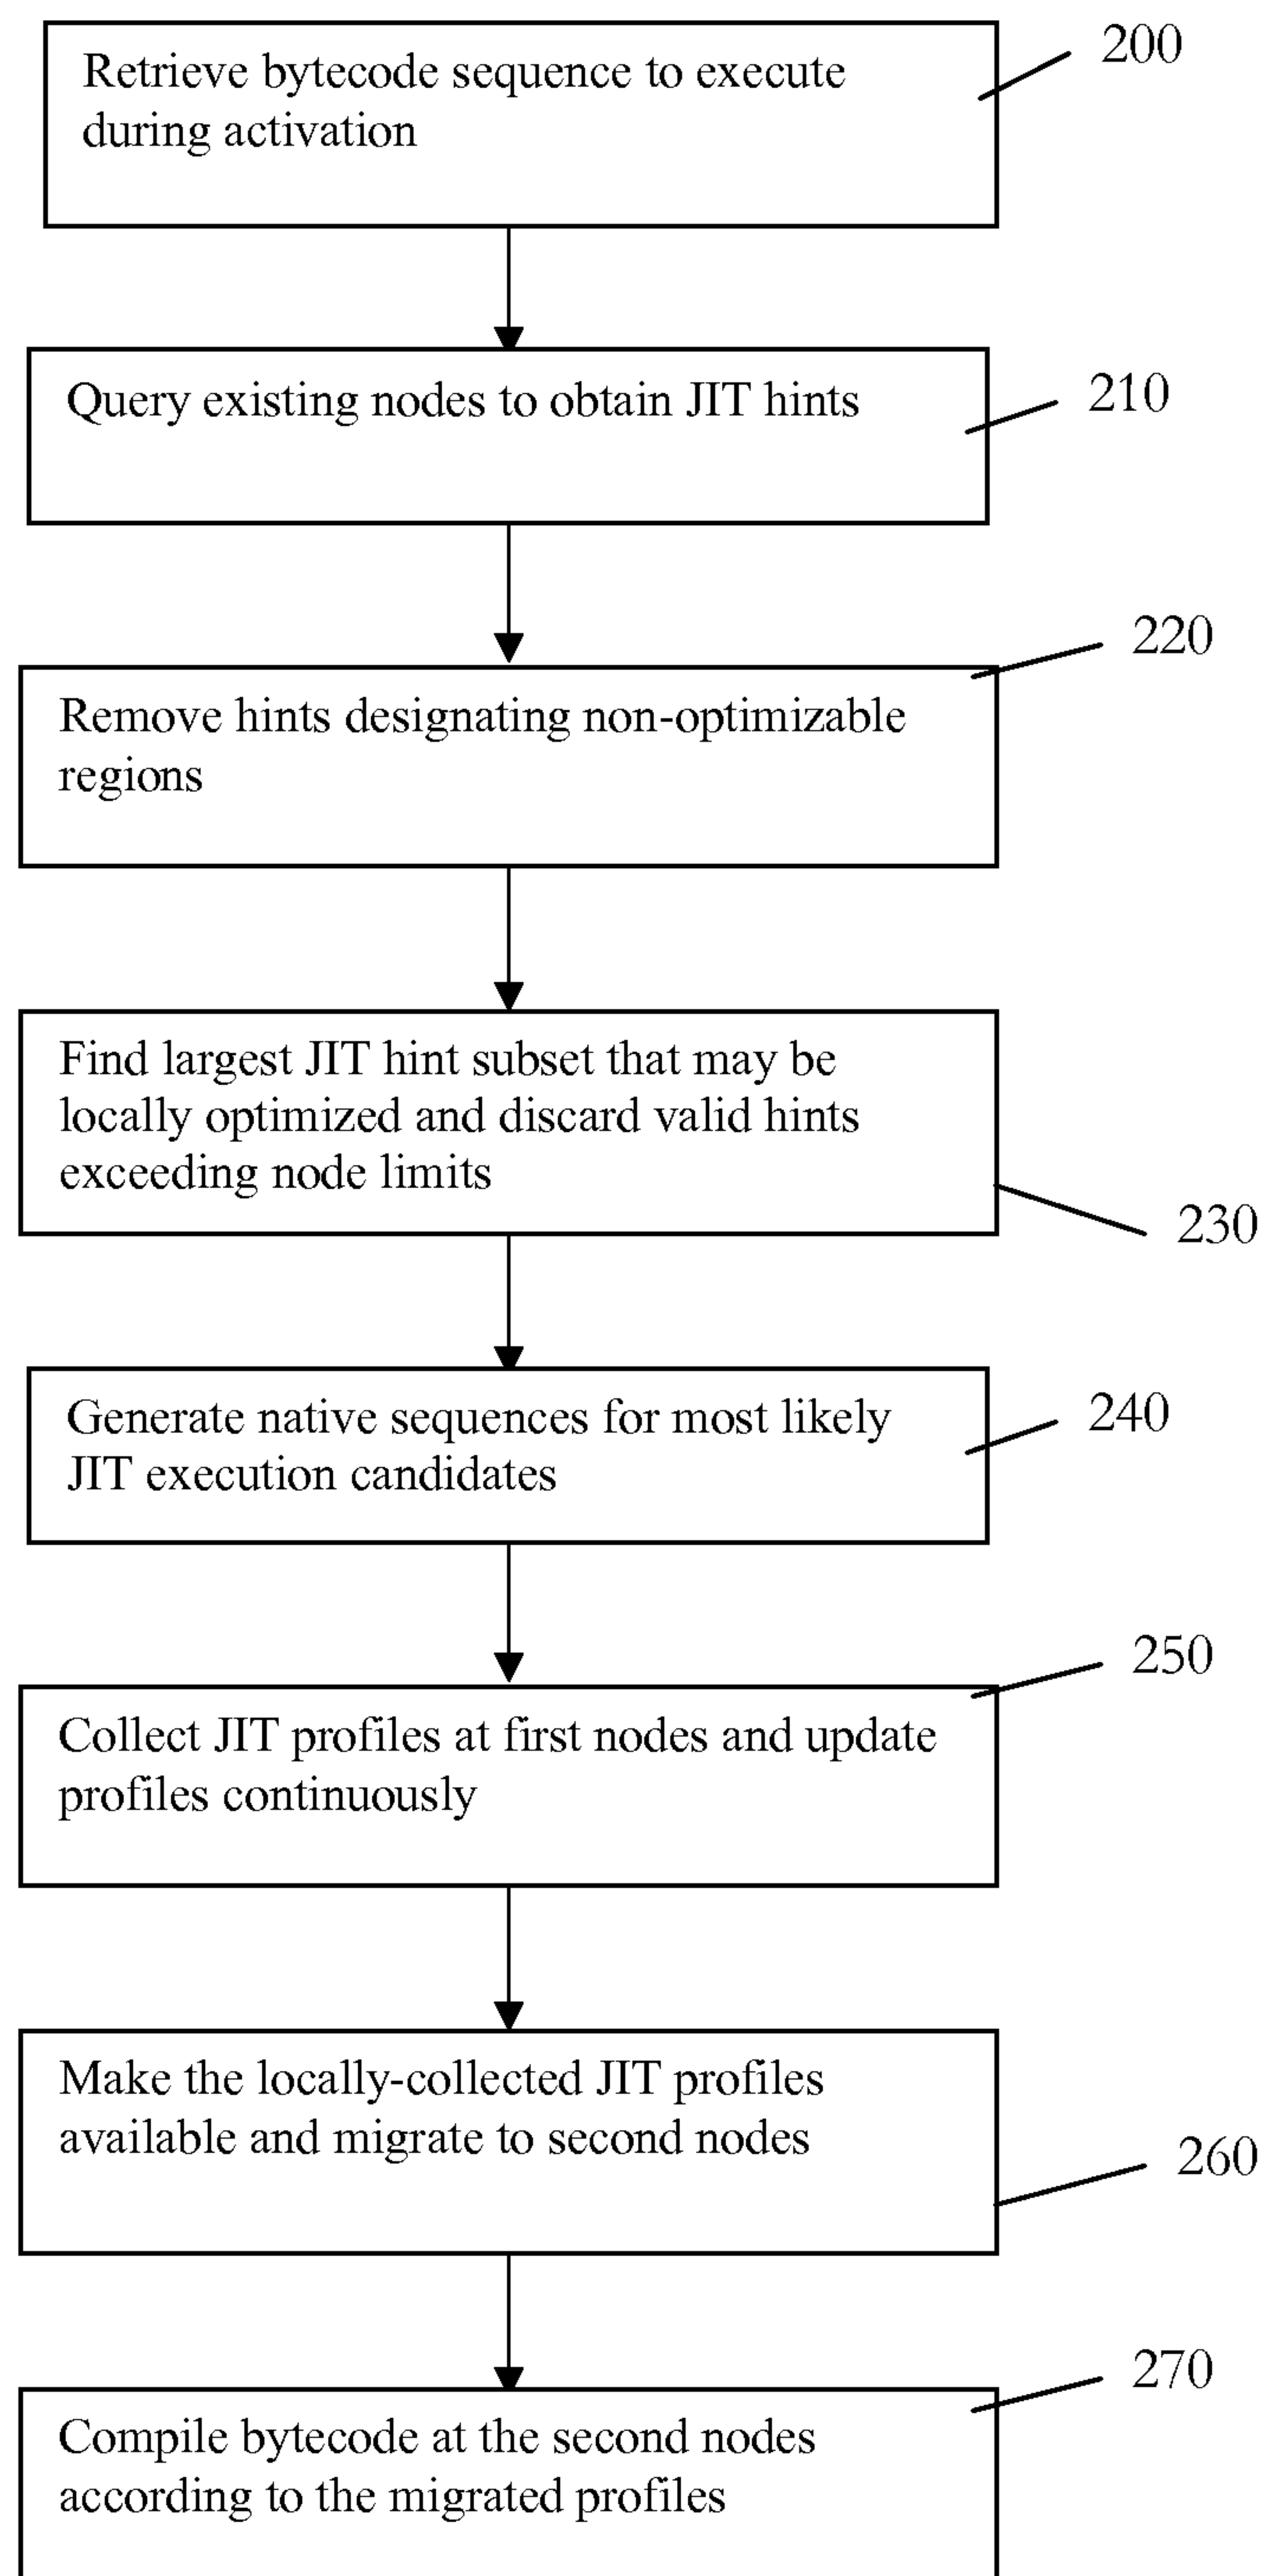 Retrieve bytecode sequence to execute
during activation
200
Query existing nodes to obtain JIT hints
210
Remove hints designating non-optimizable
regions
220
Find largest JIT hint subset that may be
locally optimized and discard valid hints
exceeding node limits
230
Generate native sequences for most likely
JIT execution candidates
240
Collect JIT profiles at first nodes and update
profiles continuously
250
Make the locally-collected JIT profiles
available and migrate to second nodes
260
Compile bytecode at the second nodes
according to the migrated profiles
270